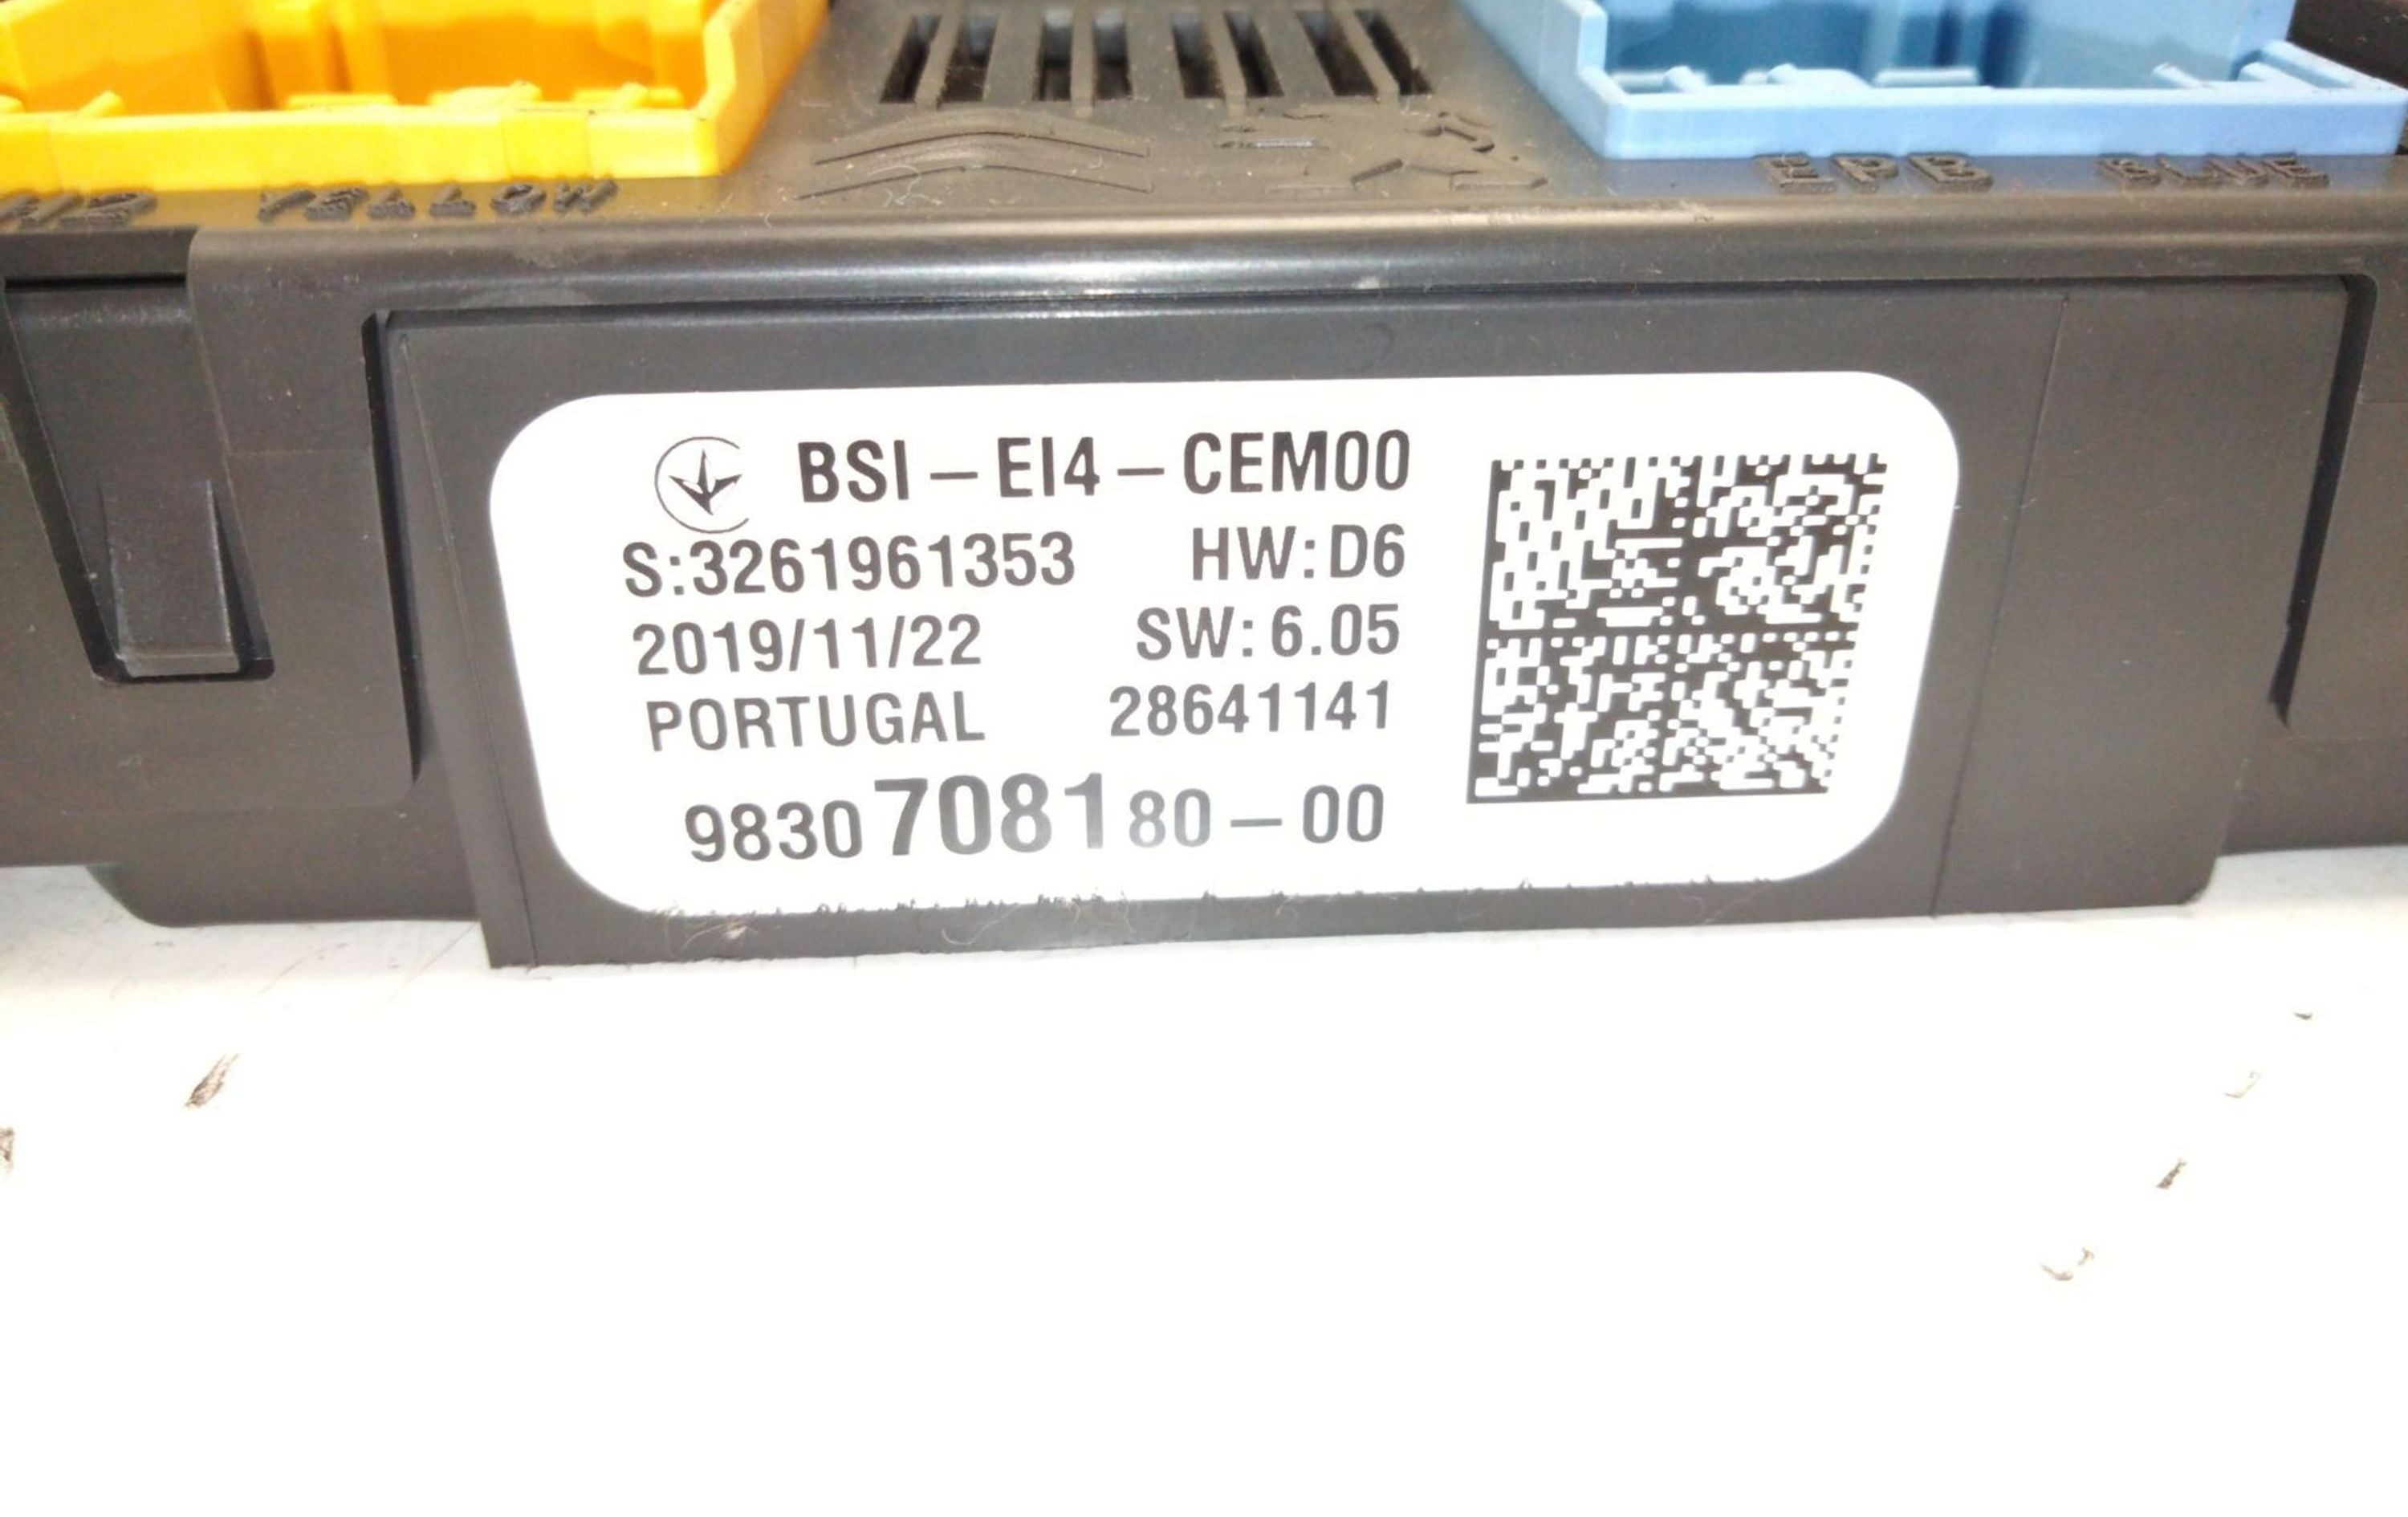 YELLOW
EPB BLUE
BSI-EI4-CEM00
S:3261961353 HW:D6
2019/11/22 SW:6.05
PORTUGAL 28641141
9830708180-00